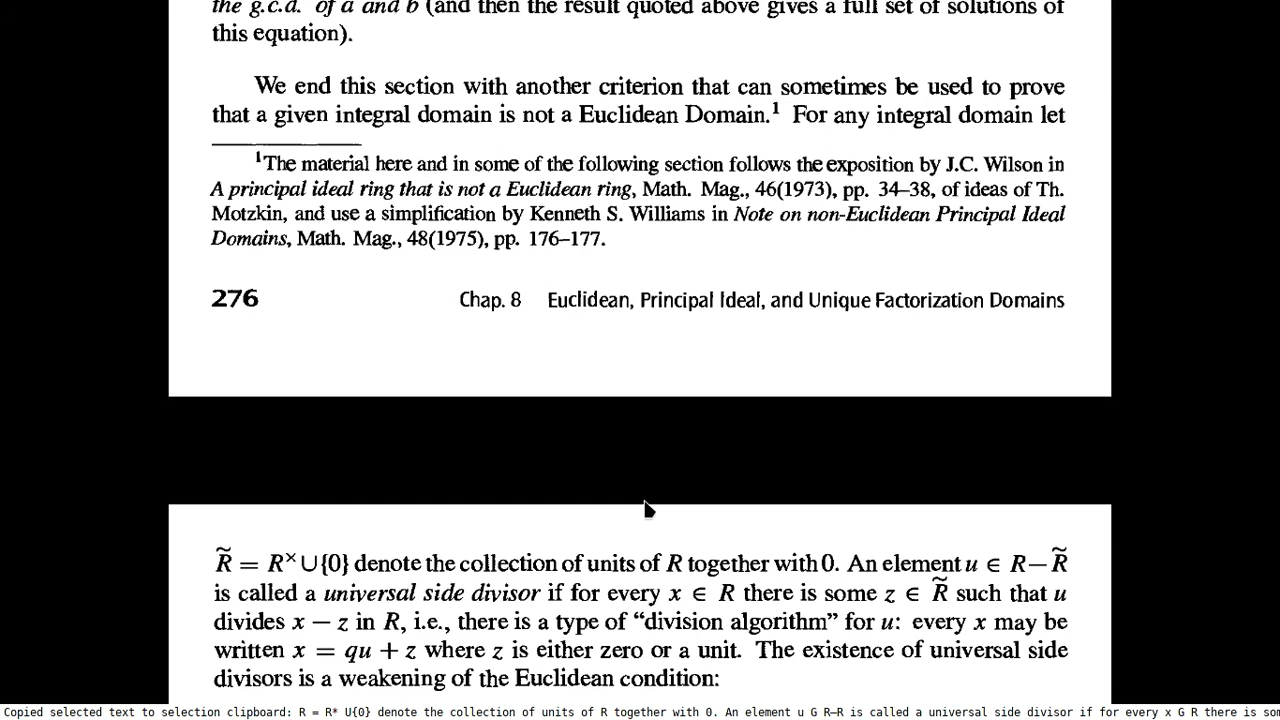 the g.c.d. of a and b (and then the result quoted above gives a full set of solutions of
this equation).
We end this section with another criterion that can sometimes be used to prove
that a given integral domain is not a Euclidean Domain.¹ For any integral domain let
¹The material here and in some of the following section follows the exposition by J.C. Wilson in
A principal ideal ring that is not a Euclidean ring, Math. Mag., 46(1973), pp. 34–38, of ideas of Th.
Motzkin, and use a simplification by Kenneth S. Williams in Note on non-Euclidean Principal Ideal
Domains, Math. Mag., 48(1975), pp. 176–177.
276 Chap. 8 Euclidean, Principal Ideal, and Unique Factorization Domains
R̃ = R× ∪{0} denote the collection of units of R together with 0. An element u ∈ R−R̃
is called a universal side divisor if for every x ∈ R there is some z ∈ R̃ such that u
divides x − z in R, i.e., there is a type of “division algorithm” for u: every x may be
written x = qu + z where z is either zero or a unit. The existence of universal side
divisors is a weakening of the Euclidean condition:
Copied selected text to selection clipboard: R = R* U{0} denote the collection of units of R together with 0. An element u G R—R is called a universal side divisor if for every x G R there is som